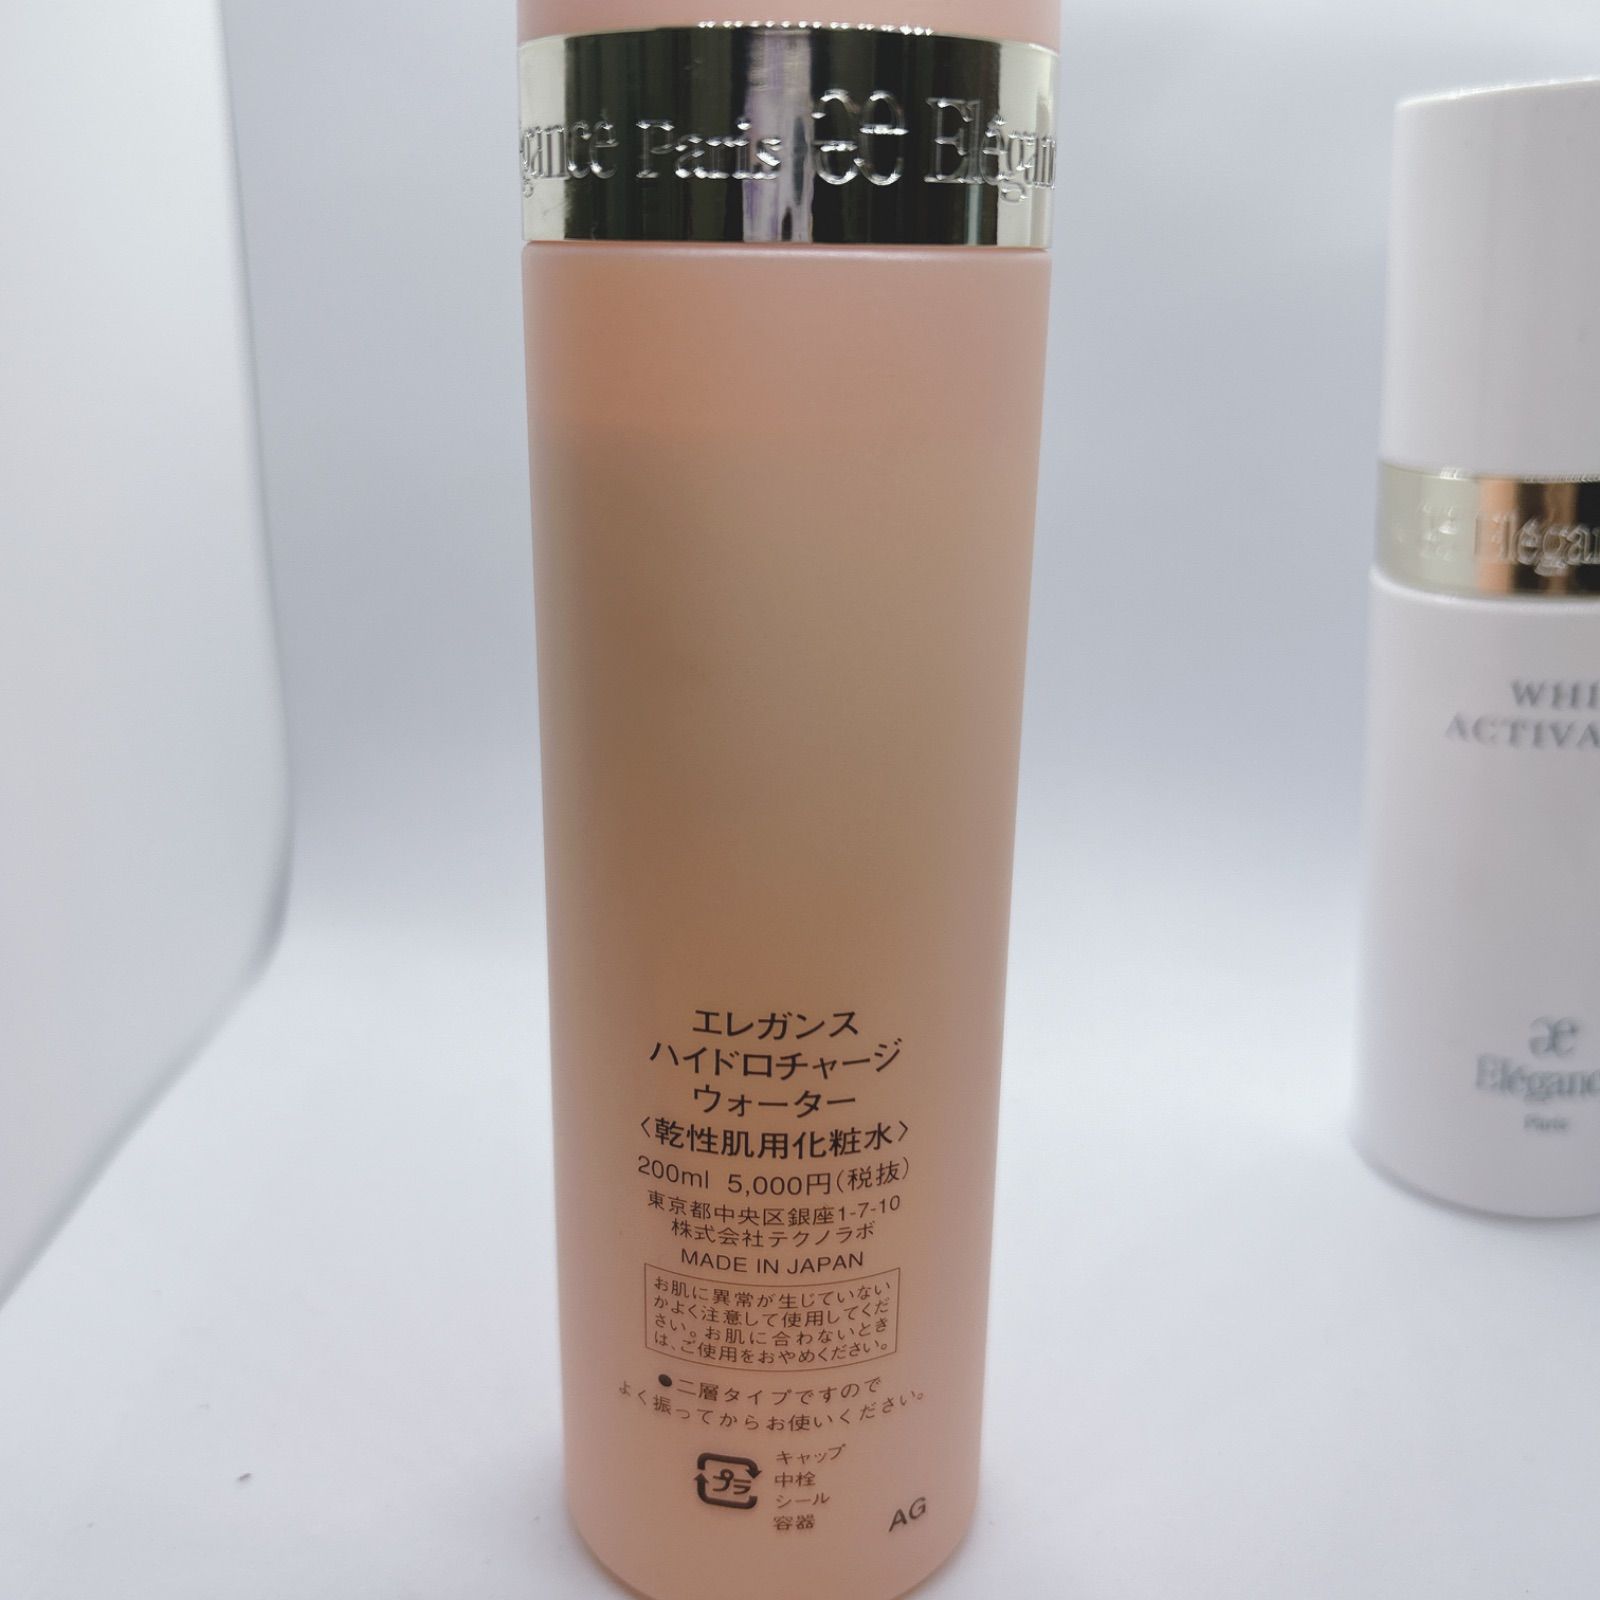 égance Paris æ Elégan
エレガンス
ハイドロチャージ
ウォーター
〈乾性肌用化粧水〉
200ml 5,000円(税抜)
東京都中央区銀座1-7-10
株式会社テクノラボ
MADE IN JAPAN
お肌に異常が生じていない
かよく注意して使用してくだ
さい。お肌に合わないとき
は、ご使用をおやめください。
●二層タイプですので
よく振ってからお使いください。
プラ
キャップ
中栓
シール
容器
AG
Elégan
WHI
ACTIVA
æ
Elégance
Paris